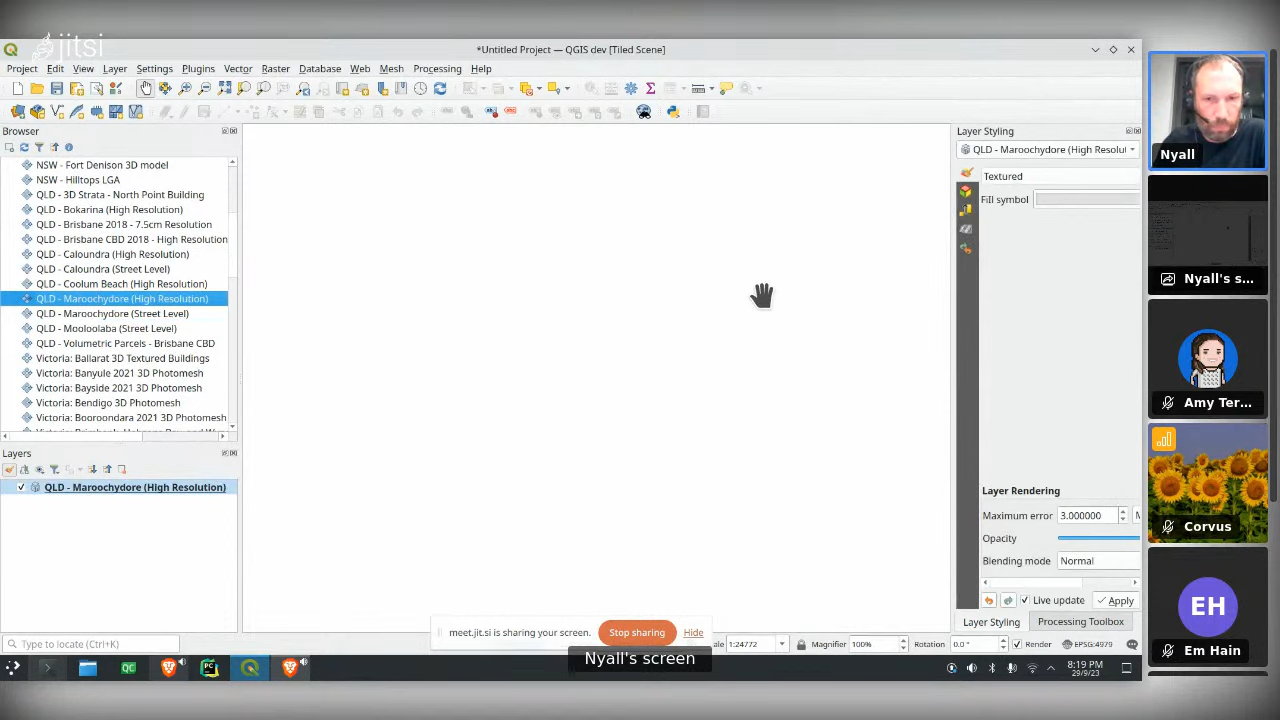 jitsi
*Untitled Project — QGIS dev [Tiled Scene]
Project Edit View Layer Settings Plugins Vector Raster Database Web Mesh Processing Help
Browser
NSW - Fort Denison 3D model
NSW - Hilltops LGA
QLD - 3D Strata - North Point Building
QLD - Bokarina (High Resolution)
QLD - Brisbane 2018 - 7.5cm Resolution
QLD - Brisbane CBD 2018 - High Resolution
QLD - Caloundra (High Resolution)
QLD - Caloundra (Street Level)
QLD - Coolum Beach (High Resolution)
QLD - Maroochydore (High Resolution)
QLD - Maroochydore (Street Level)
QLD - Mooloolaba (Street Level)
QLD - Volumetric Parcels - Brisbane CBD
Victoria: Ballarat 3D Textured Buildings
Victoria: Banyule 2021 3D Photomesh
Victoria: Bayside 2021 3D Photomesh
Victoria: Bendigo 3D Photomesh
Victoria: Booroondara 2021 3D Photomesh
Layers
QLD - Maroochydore (High Resolution)
Layer Styling
QLD - Maroochydore (High Resolut
Textured
Fill symbol
Layer Rendering
Maximum error 3.000000
Opacity
Blending mode Normal
Live update Apply
Layer Styling Processing Toolbox
meet.jit.si is sharing your screen. Stop sharing Hide
Type to locate (Ctrl+K)
1:24772 Magnifier 100% Rotation 0.0 ° Render EPSG:4979
Nyall's screen
QC
PC
8:19 PM
29/9/23
Nyall
Nyall's s...
Amy Ter...
Corvus
EH
Em Hain